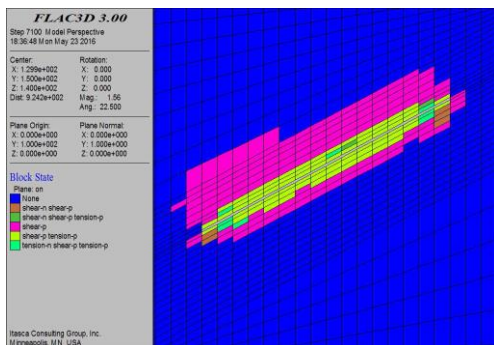 FLAC3D 3.00
Step 7100 Model Perspective
18:36:48 Mon May 23 2016
Center: Rotation:
X: 1.299e+002 X: 0.000
Y: 1.500e+002 Y: 0.000
Z: 1.400e+002 Z: 0.000
Dist: 9.242e+002 Mag.: 1.56
Ang.: 22.500
Plane Origin: Plane Normal:
X: 0.000e+000 X: 0.000e+000
Y: 1.000e+002 Y: 1.000e+000
Z: 0.000e+000 Z: 0.000e+000
Block State
Plane: on
None
shear-n shear-p
shear-n shear-p tension-p
shear-p
shear-p tension-p
tension-n shear-p tension-p
Itasca Consulting Group, Inc.
Minneapolis, MN USA